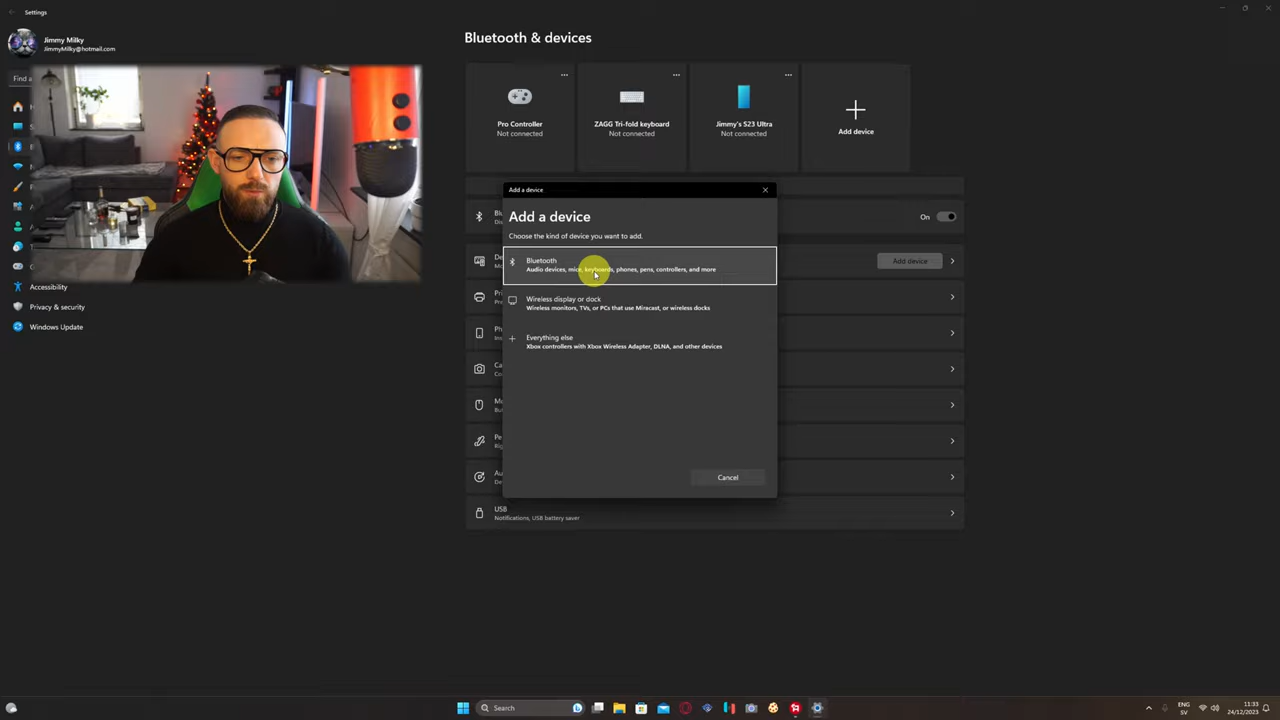 Settings
Jimmy Milky
JimmyMilky@hotmail.com
Find a
Accessibility
Privacy & security
Windows Update
Bluetooth & devices
Pro Controller
Not connected
ZAGG Tri-fold keyboard
Not connected
Jimmy's S23 Ultra
Not connected
Add device
On
Add device
USB
Notifications, USB battery saver
Add a device
Add a device
Choose the kind of device you want to add.
Bluetooth
Audio devices, mice, keyboards, phones, pens, controllers, and more
Wireless display or dock
Wireless monitors, TVs, or PCs that use Miracast, or wireless docks
Everything else
Xbox controllers with Xbox Wireless Adapter, DLNA, and other devices
Cancel
Search
ENG
SV
11:33
24/12/2023